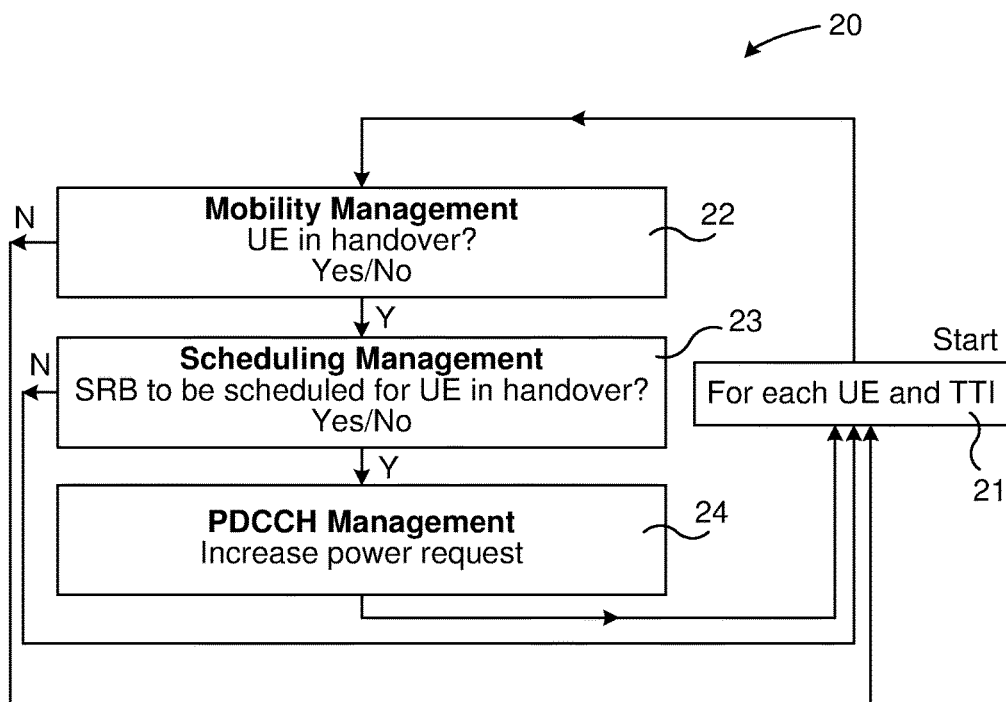 20
Mobility Management
UE in handover?
Yes/No
22
N
Y
Scheduling Management
SRB to be scheduled for UE in handover?
Yes/No
23
N
Y
Start
For each UE and TTI
21
PDCCH Management
Increase power request
24